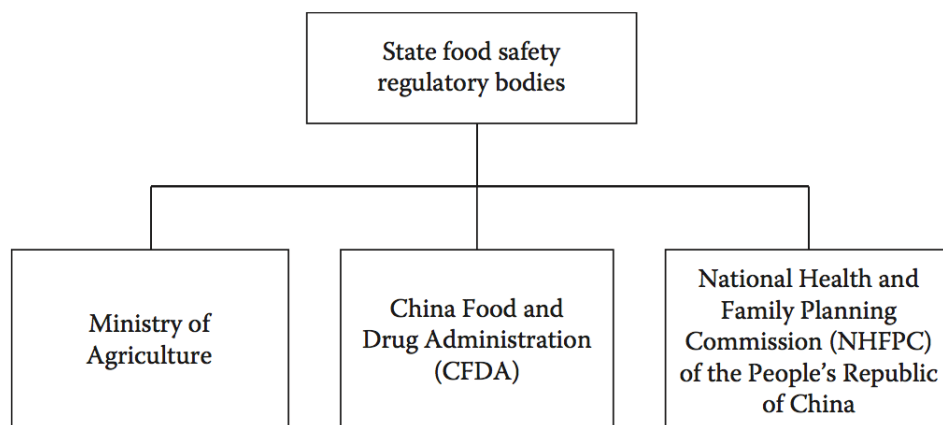 State food safety
regulatory bodies
Ministry of
Agriculture
China Food and
Drug Administration
(CFDA)
National Health and
Family Planning
Commission (NHFPC)
of the People’s Republic
of China